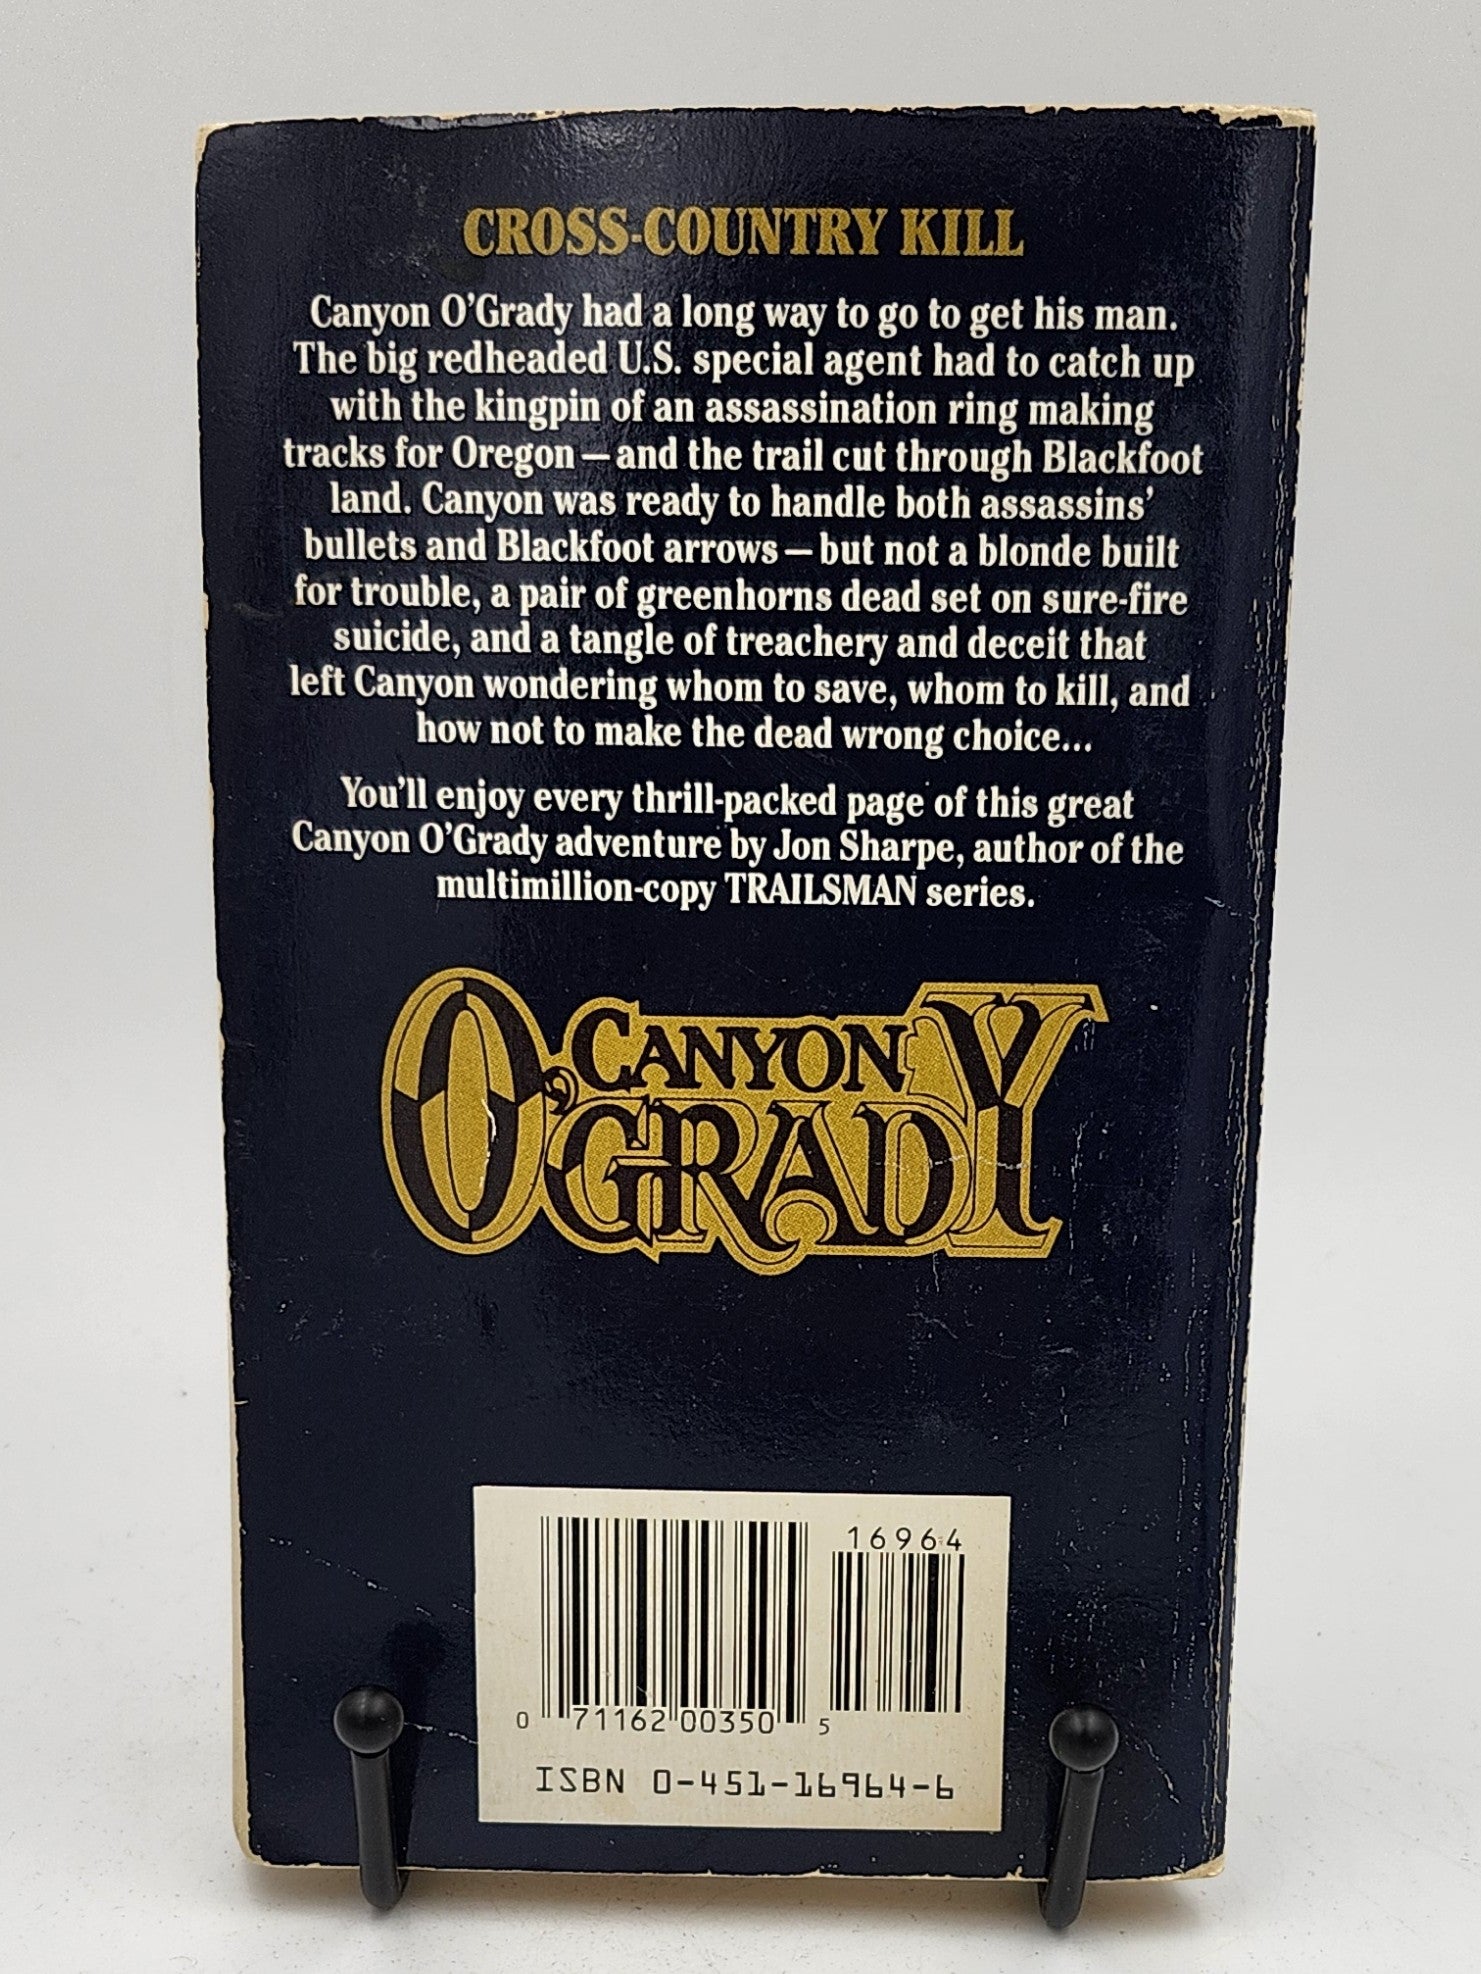 CROSS-COUNTRY KILL
Canyon O'Grady had a long way to go to get his man.
The big redheaded U.S. special agent had to catch up
with the kingpin of an assassination ring making
tracks for Oregon—and the trail cut through Blackfoot
land. Canyon was ready to handle both assassins'
bullets and Blackfoot arrows—but not a blonde built
for trouble, a pair of greenhorns dead set on sure-fire
suicide, and a tangle of treachery and deceit that
left Canyon wondering whom to save, whom to kill, and
how not to make the dead wrong choice...
You'll enjoy every thrill-packed page of this great
Canyon O'Grady adventure by Jon Sharpe, author of the
multimillion-copy TRAILSMAN series.
CANYON
O'GRADY
16964
0 71162 00350 5
ISBN 0-451-16964-6